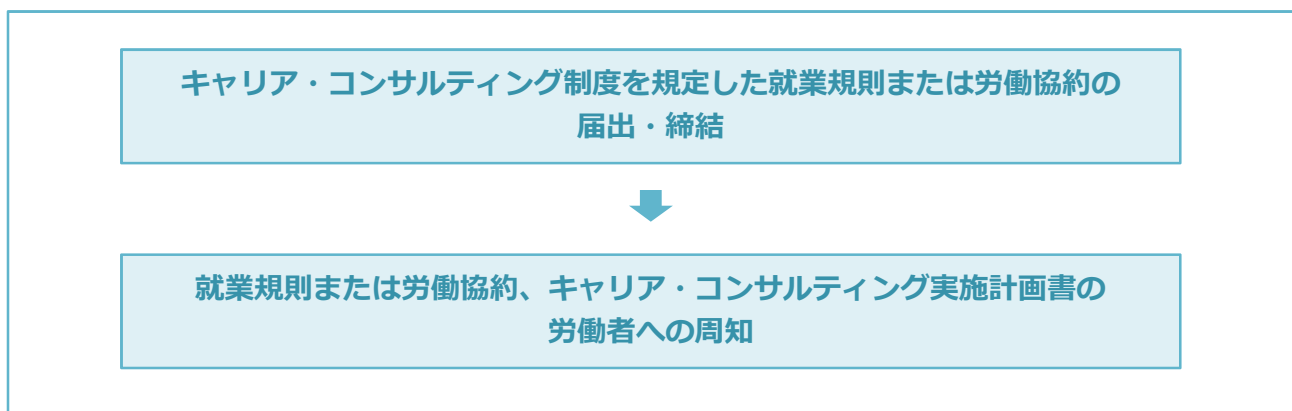 キャリア・コンサルティング制度を規定した就業規則または労働協約の
届出・締結
就業規則または労働協約、キャリア・コンサルティング実施計画書の
労働者への周知